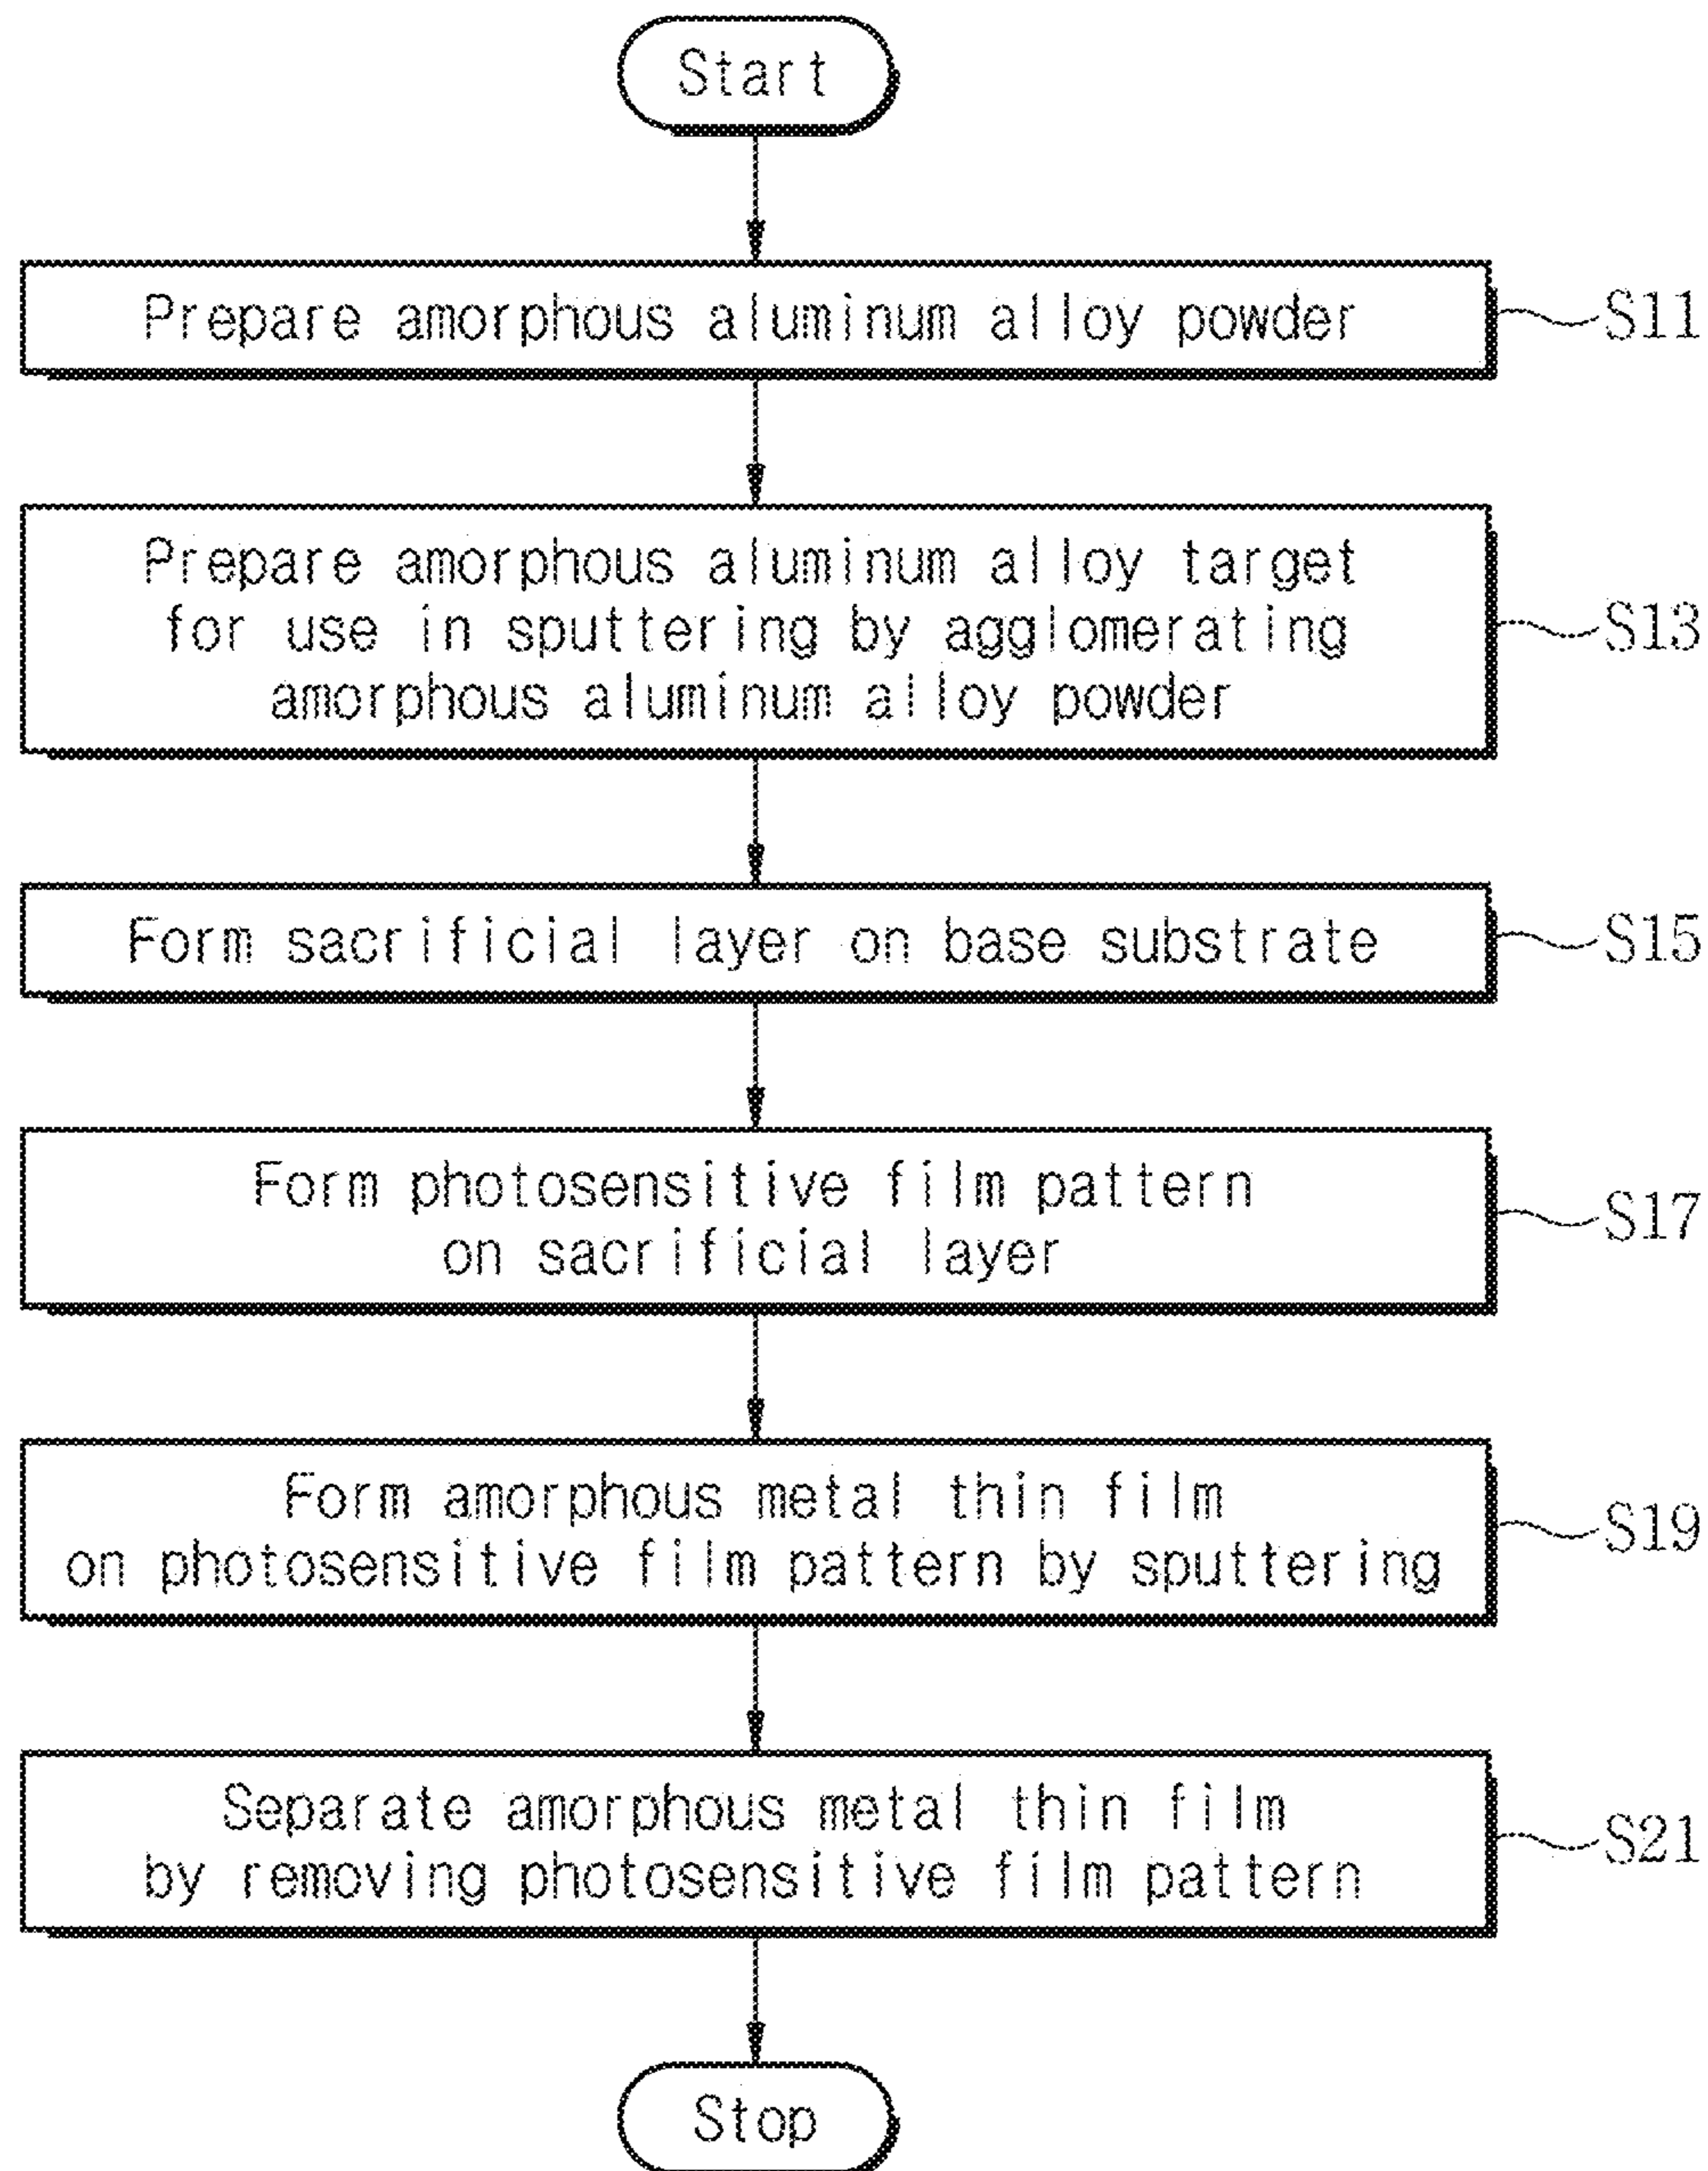 Start
Prepare amorphous aluminum alloy powder
S11
Prepare amorphous aluminum alloy target
for use in sputtering by agglomerating
amorphous aluminum alloy powder
S13
Form sacrificial layer on base substrate
S15
Form photosensitive film pattern
on sacrificial layer
S17
Form amorphous metal thin film
on photosensitive film pattern by sputtering
S19
Separate amorphous metal thin film
by removing photosensitive film pattern
S21
Stop